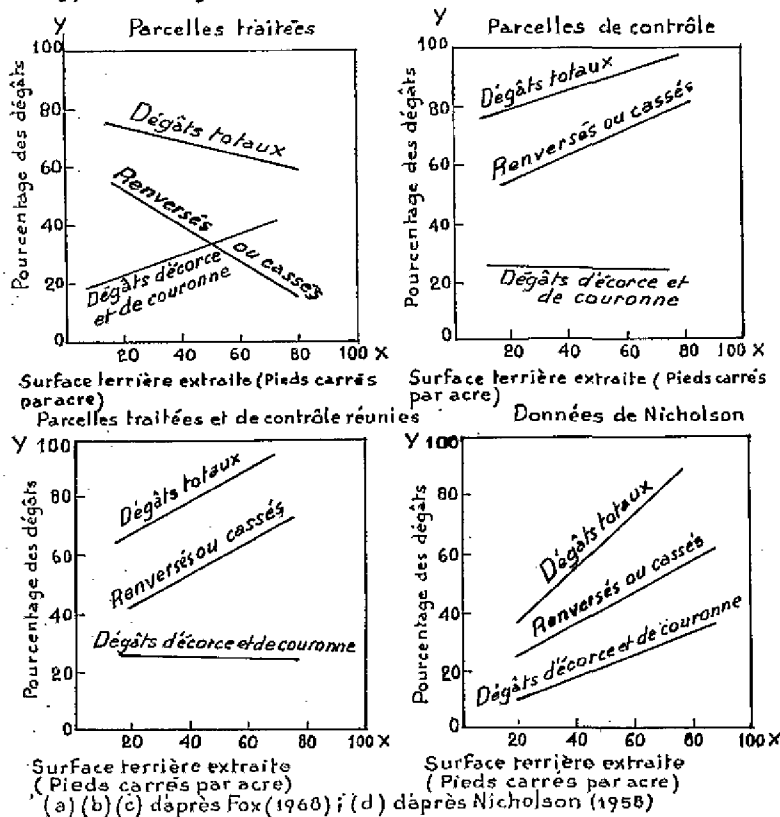 Parcelles traitées
Y
100
80
60
40
20
0
Pourcentage des dégâts
Dégâts totaux
Renversés ou cassés
Dégâts d'écorce
et de couronne
20 40 60 80 100 X
Surface terrière extraite (Pieds carrés
par acre)
Parcelles de contrôle
Y
100
80
60
40
20
0
Pourcentage des dégâts
Dégâts totaux
Renversés ou cassés
Dégâts d'écorce et
de couronne
20 40 60 80 100 X
Surface terrière extraite (Pieds carrés
par acre)
Parcelles traitées et de contrôle réunies
Y
100
80
60
40
20
0
Pourcentage des dégâts
Dégâts totaux
Renversés ou cassés
Dégâts d'écorce et de couronne
20 40 60 80 100 X
Surface terrière extraite
(Pieds carrés par acre)
Données de Nicholson
Y 100
80
60
40
20
0
Pourcentage des dégâts
Dégâts totaux
Renversés ou cassés
Dégâts d'écorce et de couronne
20 40 60 80 100 X
Surface terrière extraite
(Pieds carrés par acre)
(a) (b) (c) d'après Fox (1968) ; (d) d'après Nicholson (1958)